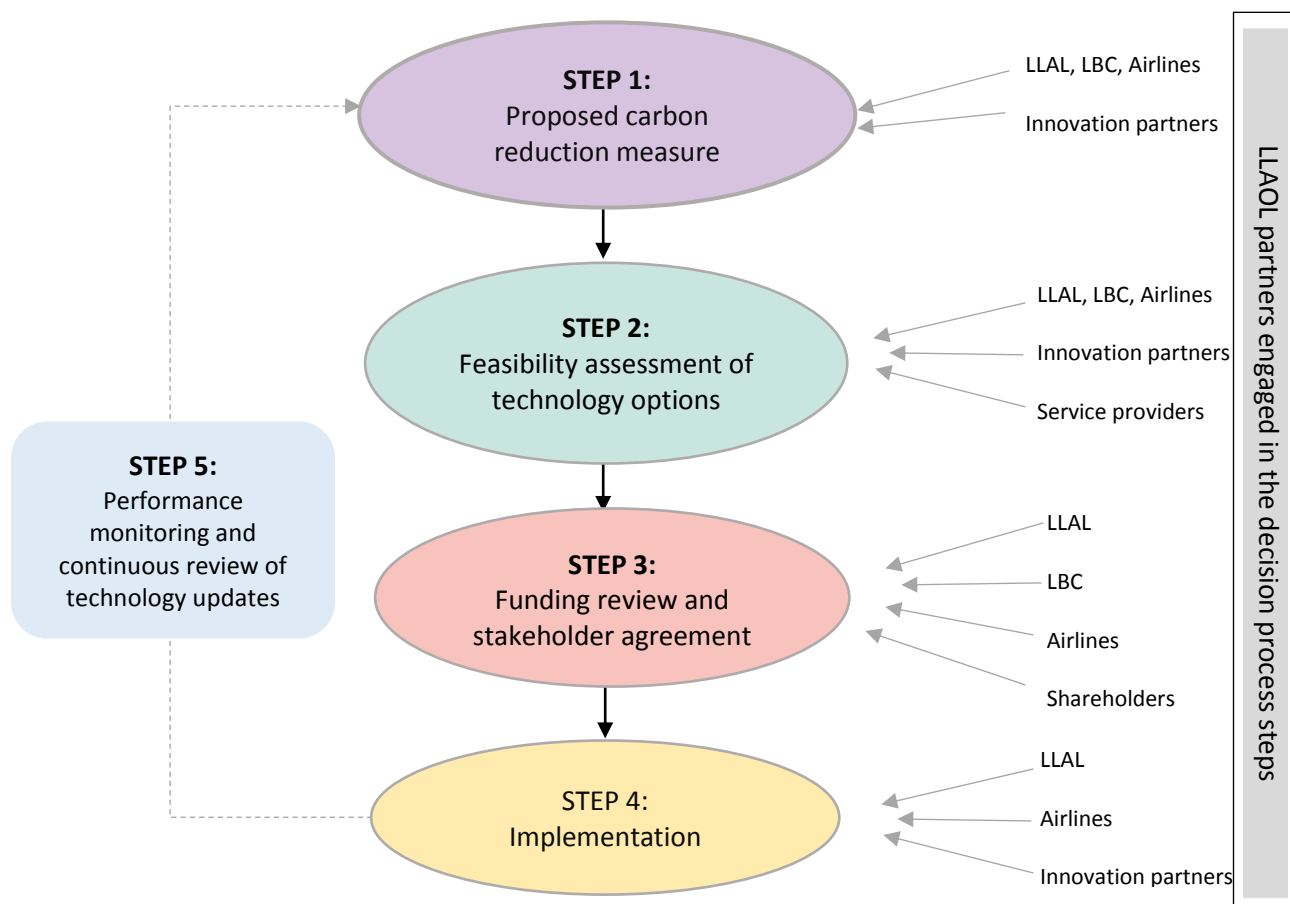 STEP 1:
Proposed carbon
reduction measure
LLAL, LBC, Airlines
Innovation partners
STEP 2:
Feasibility assessment of
technology options
LLAL, LBC, Airlines
Innovation partners
Service providers
STEP 3:
Funding review and
stakeholder agreement
LLAL
LBC
Airlines
Shareholders
STEP 4:
Implementation
LLAL
Airlines
Innovation partners
STEP 5:
Performance
monitoring and
continuous review of
technology updates
LLAOL partners engaged in the decision process steps